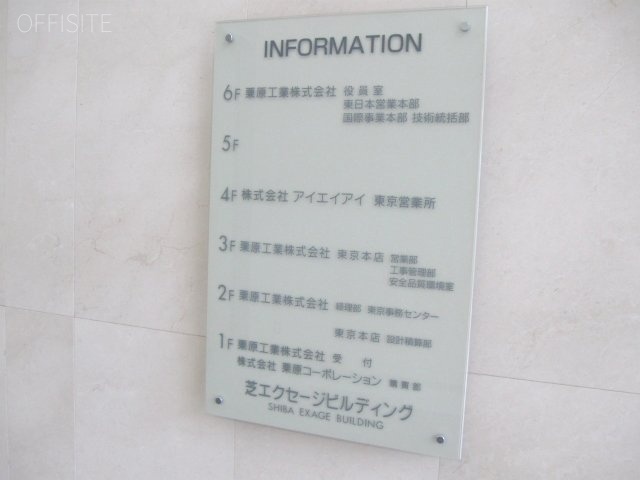 OFFISITE
INFORMATION
6F 栗原工業株式会社 役員室
東日本営業本部
国際事業本部 技術統括部
5F
4F 株式会社 アイエイアイ 東京営業所
3F 栗原工業株式会社 東京本店 営業部
工事管理部
安全品質環境室
2F 栗原工業株式会社 経理部 東京事務センター
東京本店 設計積算部
1F 栗原工業株式会社 受付
株式会社 栗原コーポレーション 購買部
芝エクセージビルディング
SHIBA EXAGE BUILDING